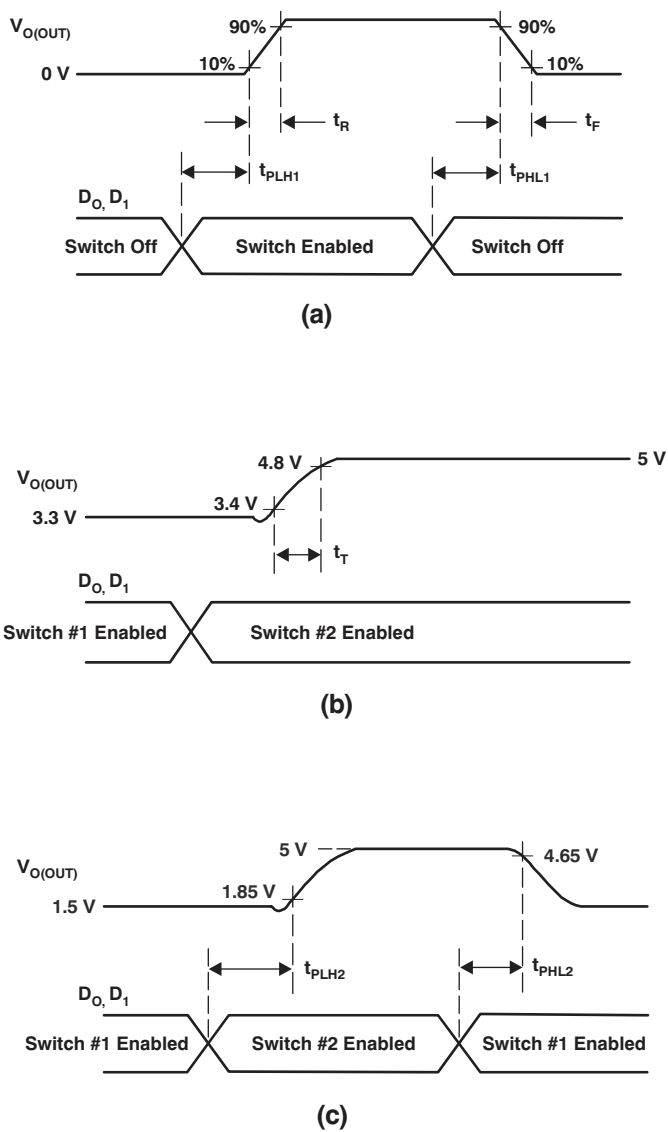 V_O(OUT)
90%
90%
0 V
10%
10%
t_R
t_F
t_PLH1
t_PHL1
D_O, D_1
Switch Off
Switch Enabled
Switch Off
(a)
4.8 V
5 V
V_O(OUT)
3.4 V
3.3 V
t_T
D_O, D_1
Switch #1 Enabled
Switch #2 Enabled
(b)
5 V
4.65 V
V_O(OUT)
1.85 V
1.5 V
t_PLH2
t_PHL2
D_O, D_1
Switch #1 Enabled
Switch #2 Enabled
Switch #1 Enabled
(c)